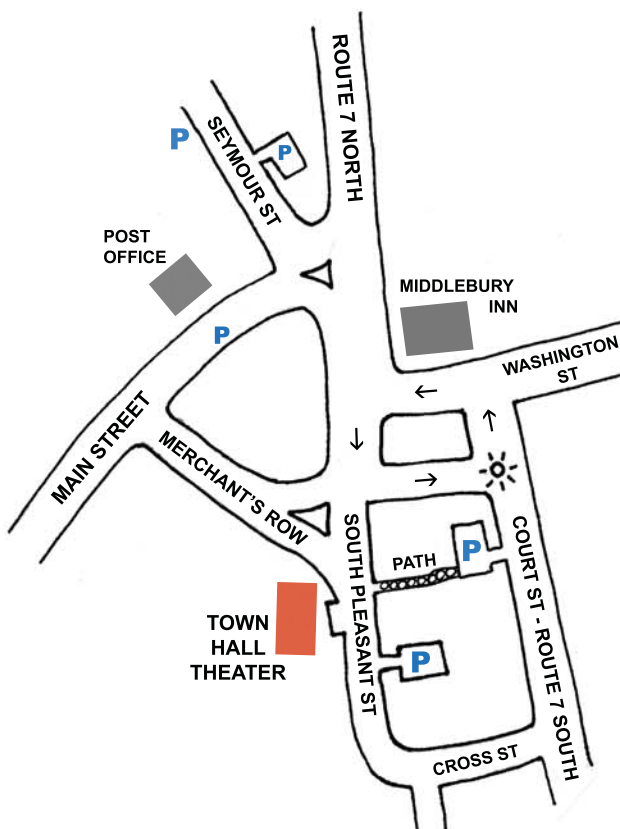 ROUTE 7 NORTH
SEYMOUR ST
P
P
POST
OFFICE
MIDDLEBURY
INN
P
WASHINGTON
ST
MAIN STREET
MERCHANT'S ROW
SOUTH PLEASANT ST
COURT ST - ROUTE 7 SOUTH
P
PATH
TOWN
HALL
THEATER
P
CROSS ST